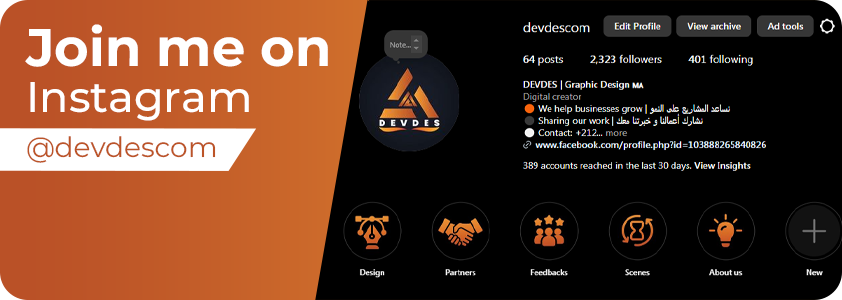 Join me on
Instagram
@devdescom
devdescom Edit Profile View archive Ad tools
64 posts 2,323 followers 401 following
Note...
DEVDES
DEVDES | Graphic Design MA
Digital creator
We help businesses grow | نساعد المشاريع على النمو
Sharing our work | نشارك أعمالنا و خبرتنا معك
Contact: +212... more
www.facebook.com/profile.php?id=103888265840826
389 accounts reached in the last 30 days. View Insights
Design Partners Feedbacks Scenes About us New